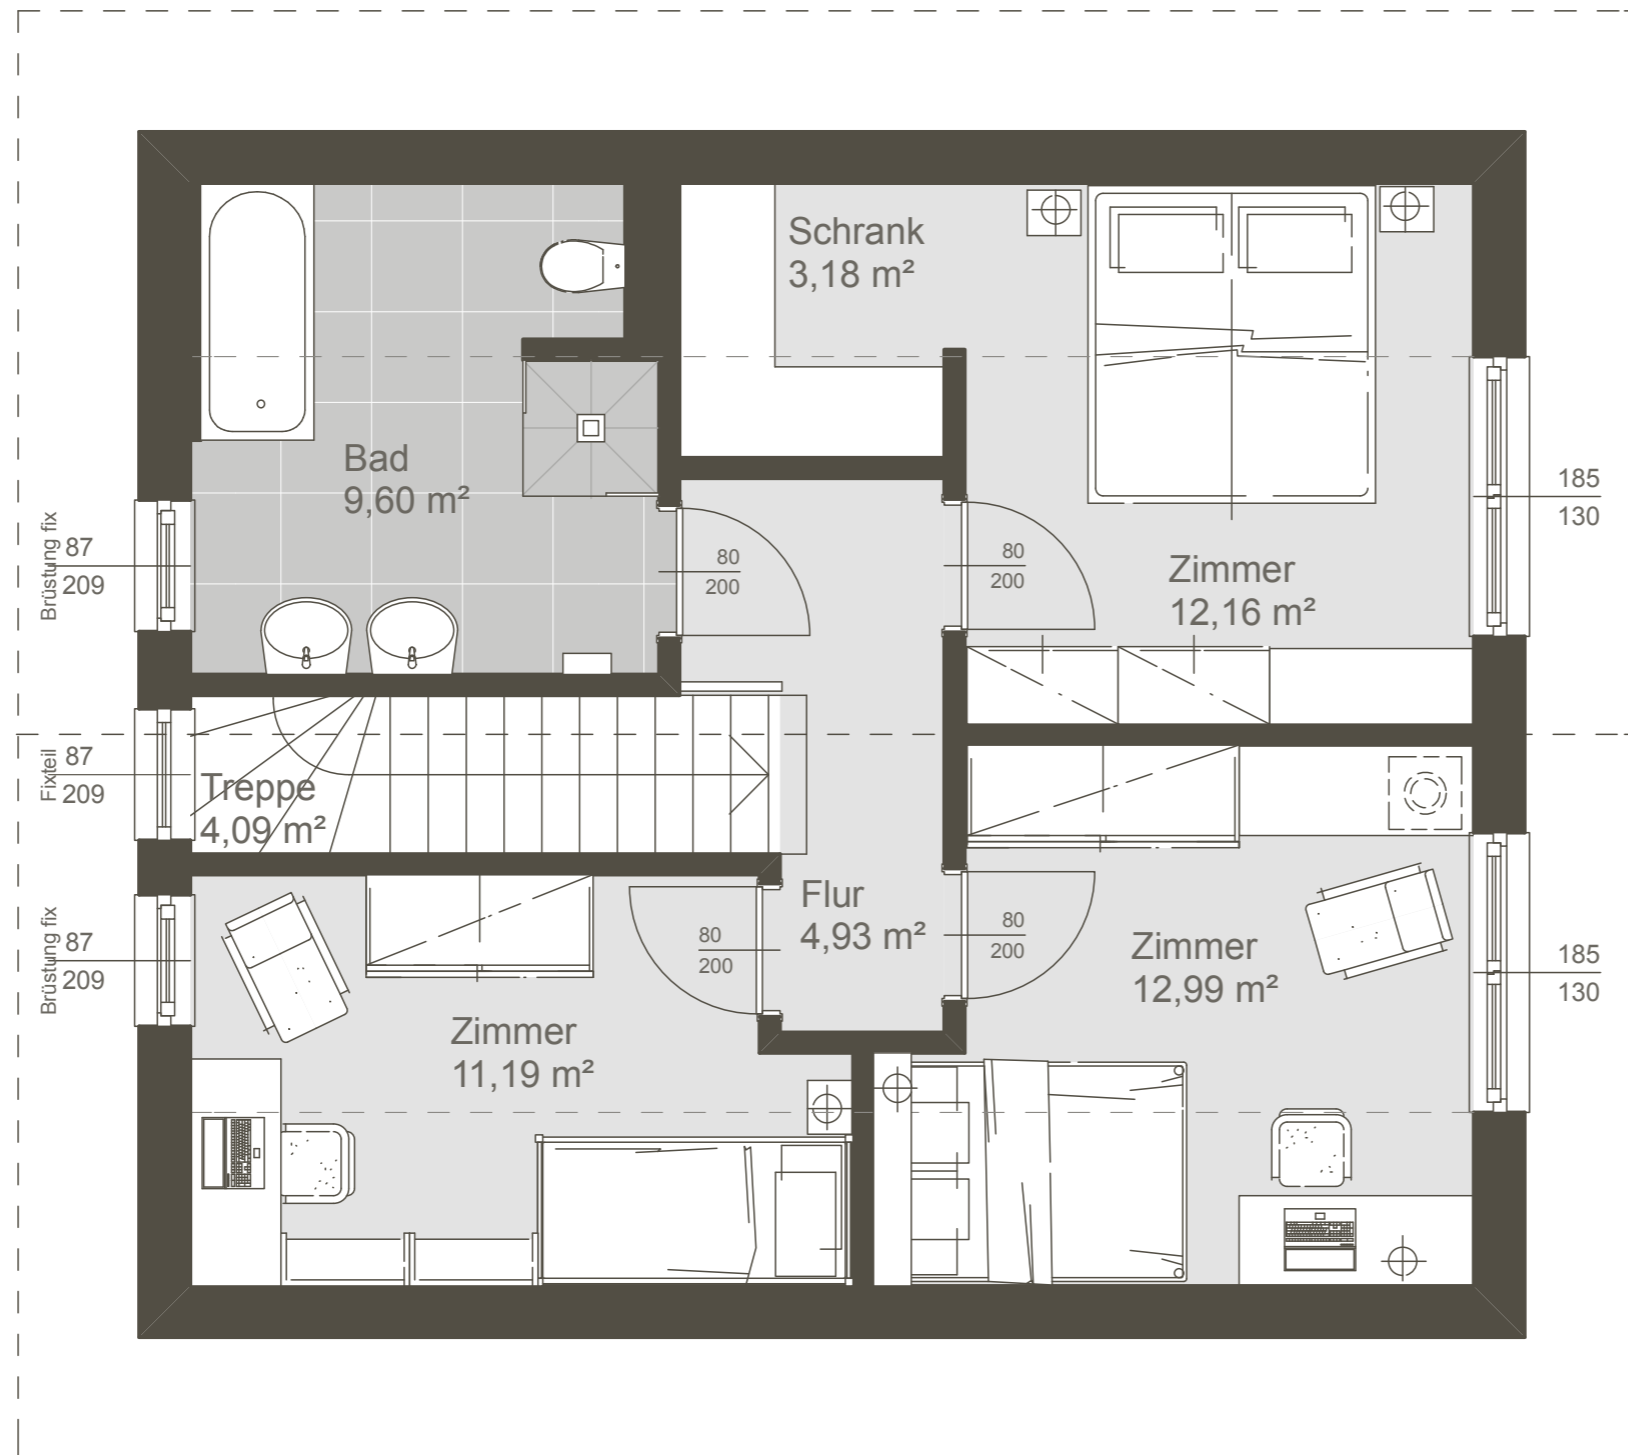 Schrank
3,18 m²
Bad
9,60 m²
185
130
Brüstung fix
87
209
80
200
80
200
Zimmer
12,16 m²
Fixteil
87
209
Treppe
4,09 m²
Flur
4,93 m²
Brüstung fix
87
209
80
200
80
200
Zimmer
12,99 m²
185
130
Zimmer
11,19 m²